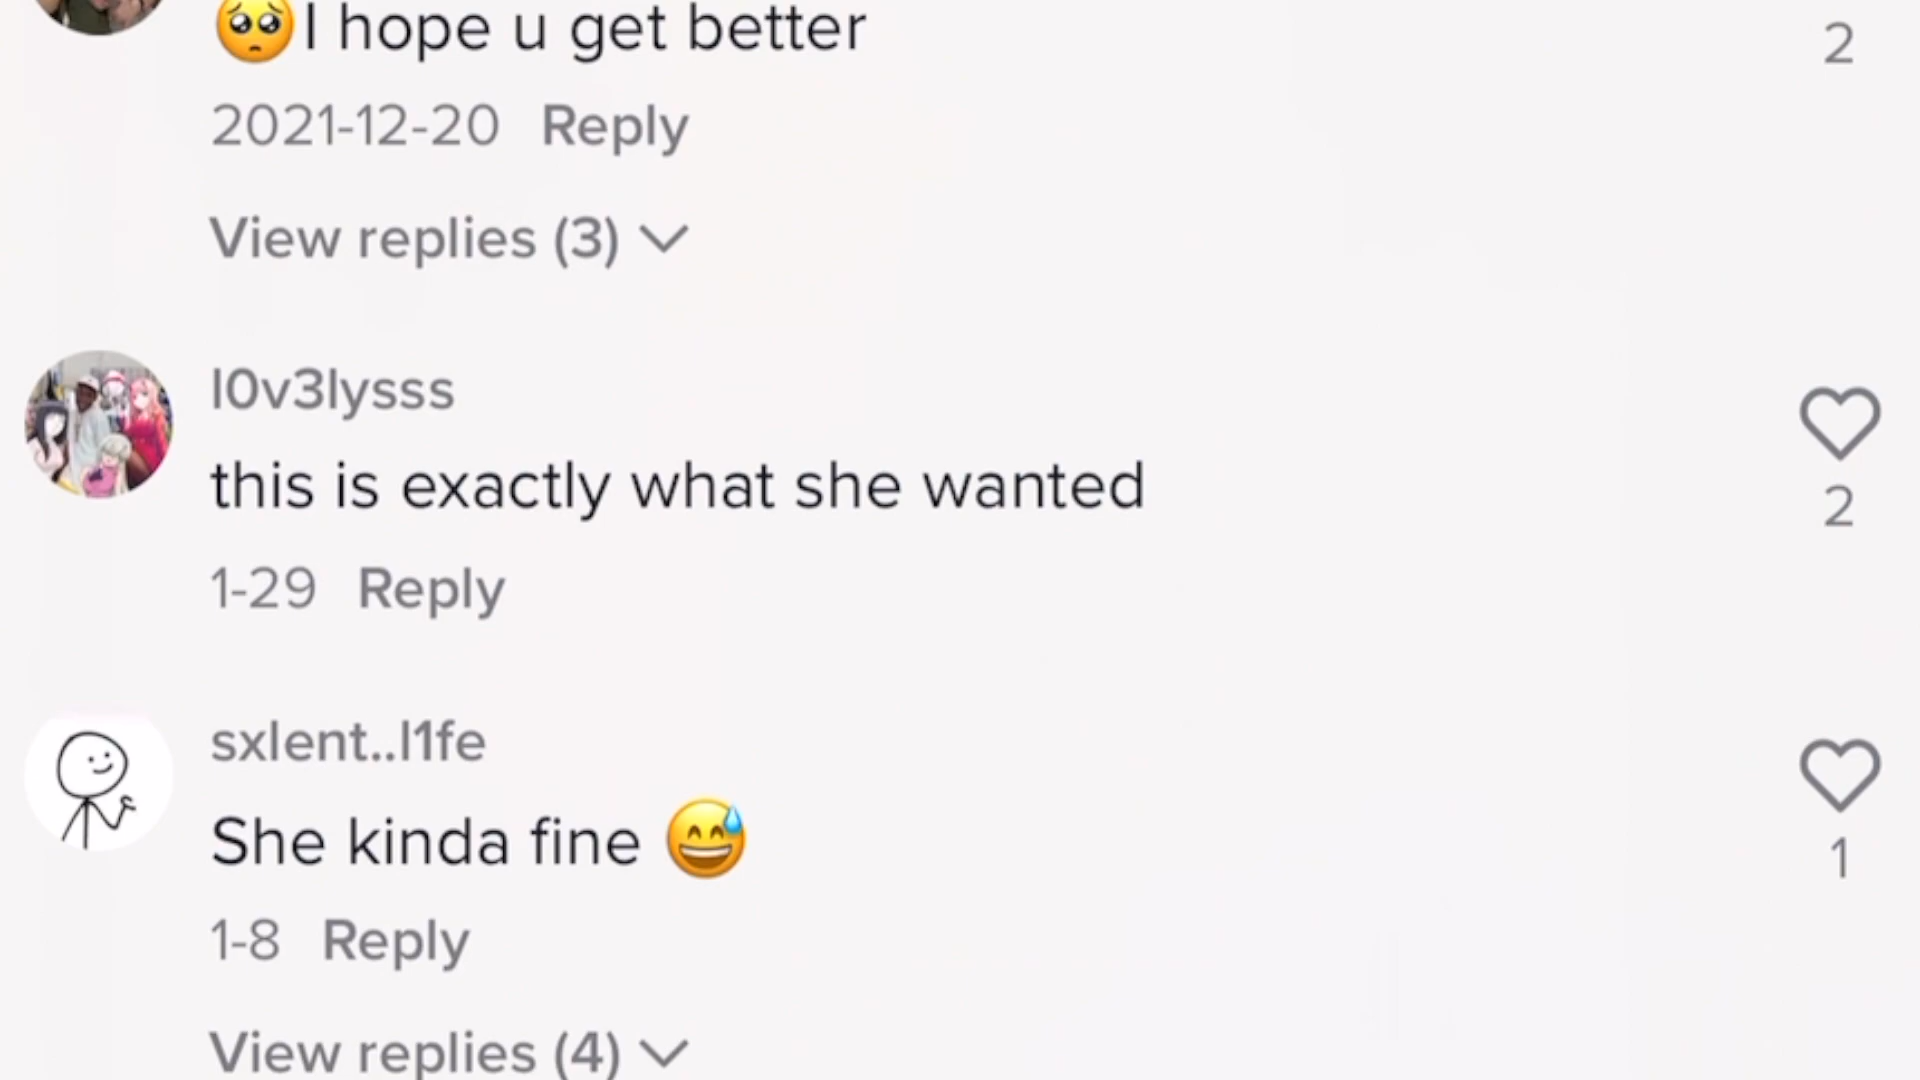 🥺I hope u get better
2
2021-12-20 Reply
View replies (3)
l0v3lysss
this is exactly what she wanted
2
1-29 Reply
sxlent..l1fe
She kinda fine 😅
1
1-8 Reply
View replies (4)